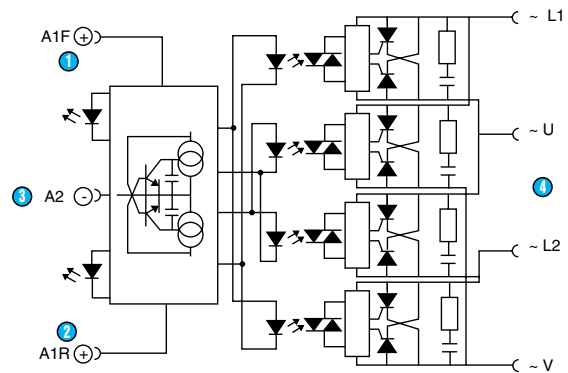 A1F +
1
~ L1
~ U
3 A2 -
4
~ L2
2
A1R +
~ V